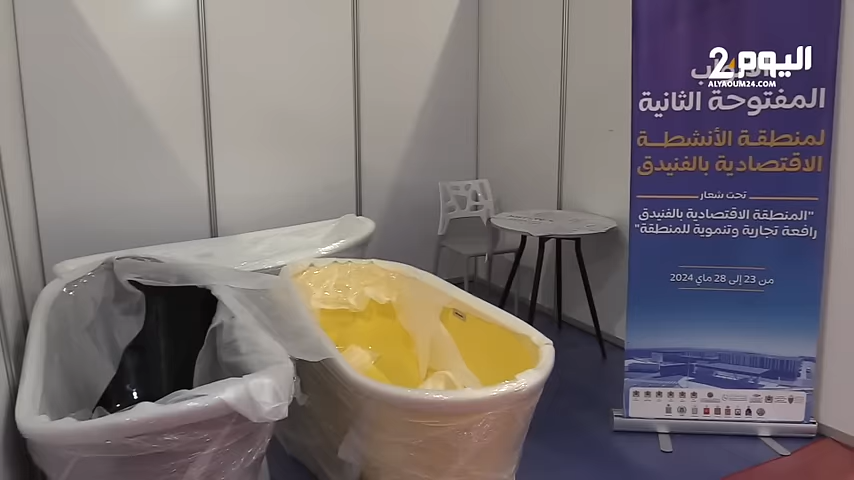 اليوم 24
ALYAOUM24.COM
المفتوحة الثانية
لمنطقة الأنشطة
الاقتصادية بالفنيدق
تحت شعار
"المنطقة الاقتصادية بالفنيدق
رافعة تجارية وتنموية للمنطقة"
من 23 إلى 28 ماي 2024